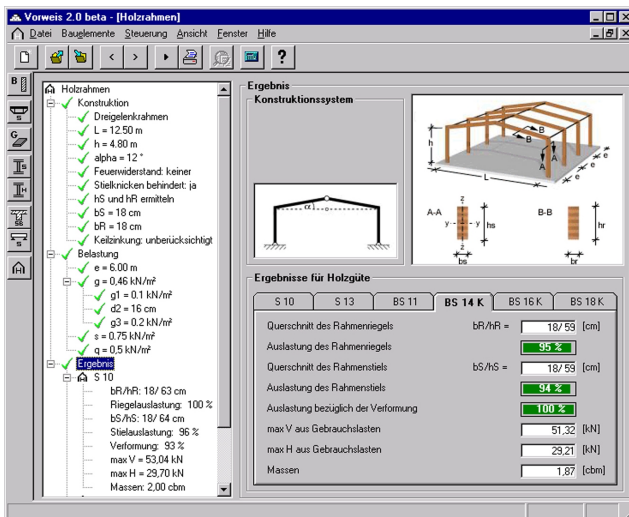 Vorweis 2.0 beta - [Holzrahmen]
Datei Bauelemente Steuerung Ansicht Fenster Hilfe
Holzrahmen
Konstruktion
Dreigelenkrahmen
L = 12.50 m
h = 4.80 m
alpha = 12 °
Feuerwiderstand: keiner
Stielknicken behindert: ja
hS und hR ermitteln
bS = 18 cm
bR = 18 cm
Keilzinkung: unberücksichtigt
Belastung
e = 6.00 m
g = 0,46 kN/m²
g1 = 0.1 kN/m²
d2 = 16 cm
g3 = 0.2 kN/m²
s = 0.75 kN/m²
q = 0,5 kN/m²
Ergebnis
S 10
bR/hR: 18/ 63 cm
Riegelauslastung: 100 %
bS/hS: 18/ 64 cm
Stielauslastung: 96 %
Verformung: 93 %
max V = 53,04 kN
max H = 29,70 kN
Massen: 2,00 cbm
Ergebnis
Konstruktionssystem
α
h
B
B
A
A
e
e
e
L
A-A
z
y
y
z
hs
bs
B-B
hr
br
Ergebnisse für Holzgüte
S 10 S 13 BS 11 BS 14 K BS 16 K BS 18 K
Querschnitt des Rahmenriegels bR/hR = 18/ 59 [cm]
Auslastung des Rahmenriegels 95 %
Querschnitt des Rahmenstiels bS/hS = 18/ 59 [cm]
Auslastung des Rahmenstiels 94 %
Auslastung bezüglich der Verformung 100 %
max V aus Gebrauchslasten 51,32 [kN]
max H aus Gebrauchslasten 29,21 [kN]
Massen 1,87 [cbm]